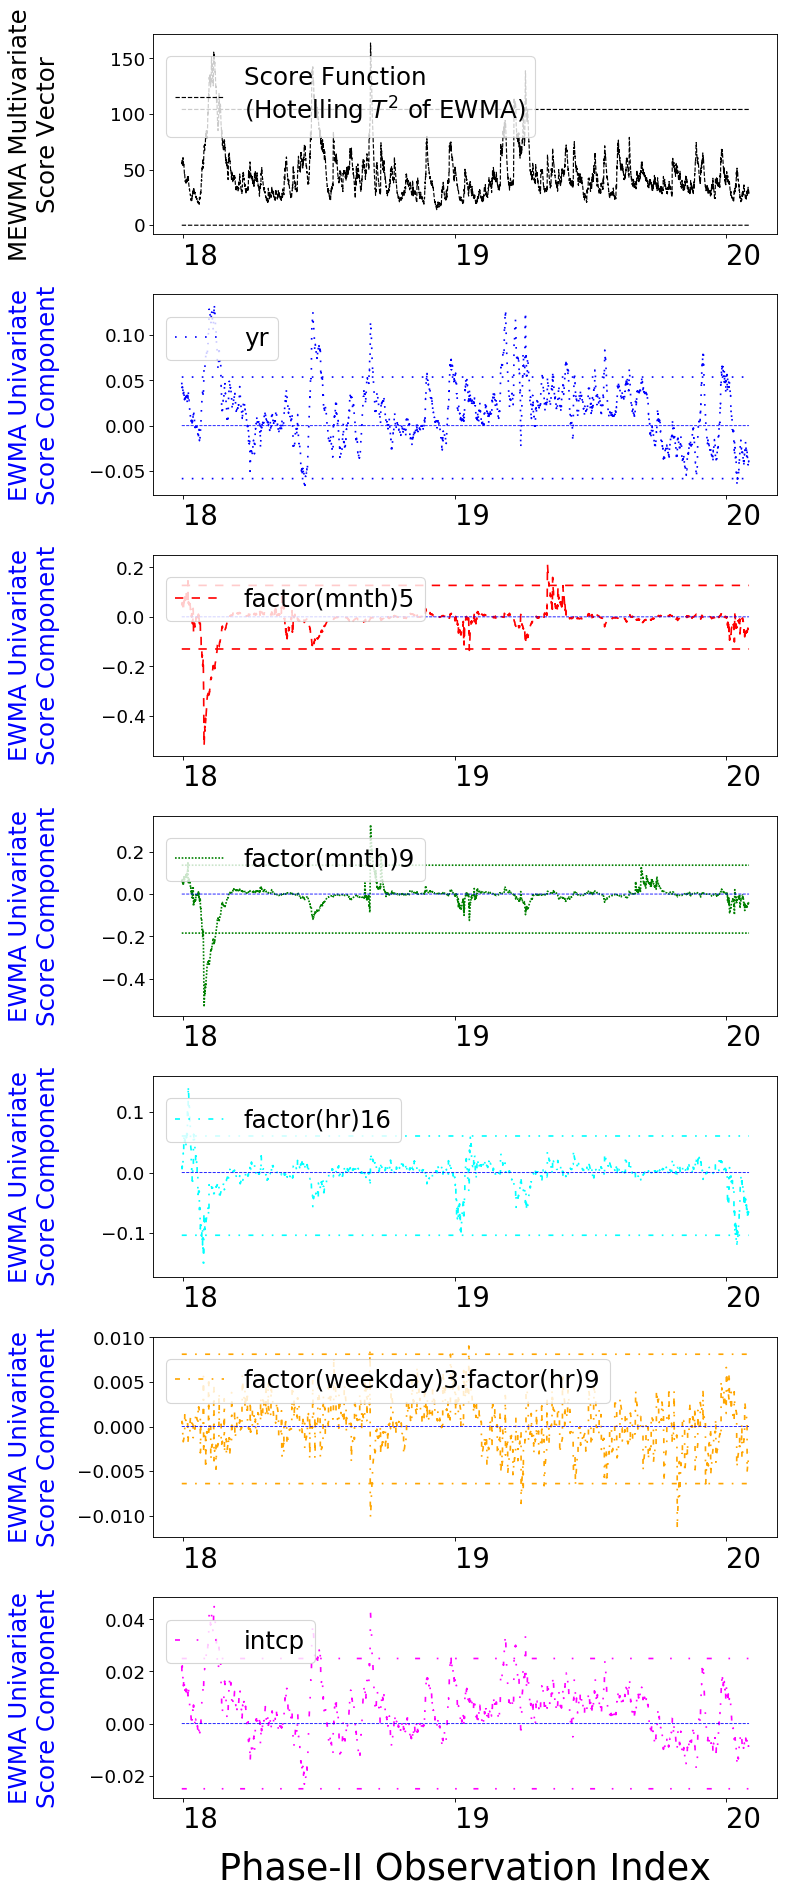 MEWMA Multivariate
Score Vector
150
100
50
0
Score Function
(Hotelling T² of EWMA)
18 19 20
EWMA Univariate
Score Component
0.10
0.05
0.00
−0.05
yr
18 19 20
EWMA Univariate
Score Component
0.2
0.0
−0.2
−0.4
factor(mnth)5
18 19 20
EWMA Univariate
Score Component
0.2
0.0
−0.2
−0.4
factor(mnth)9
18 19 20
EWMA Univariate
Score Component
0.1
0.0
−0.1
factor(hr)16
18 19 20
EWMA Univariate
Score Component
0.010
0.005
0.000
−0.005
−0.010
factor(weekday)3:factor(hr)9
18 19 20
EWMA Univariate
Score Component
0.04
0.02
0.00
−0.02
intcp
18 19 20
Phase-II Observation Index